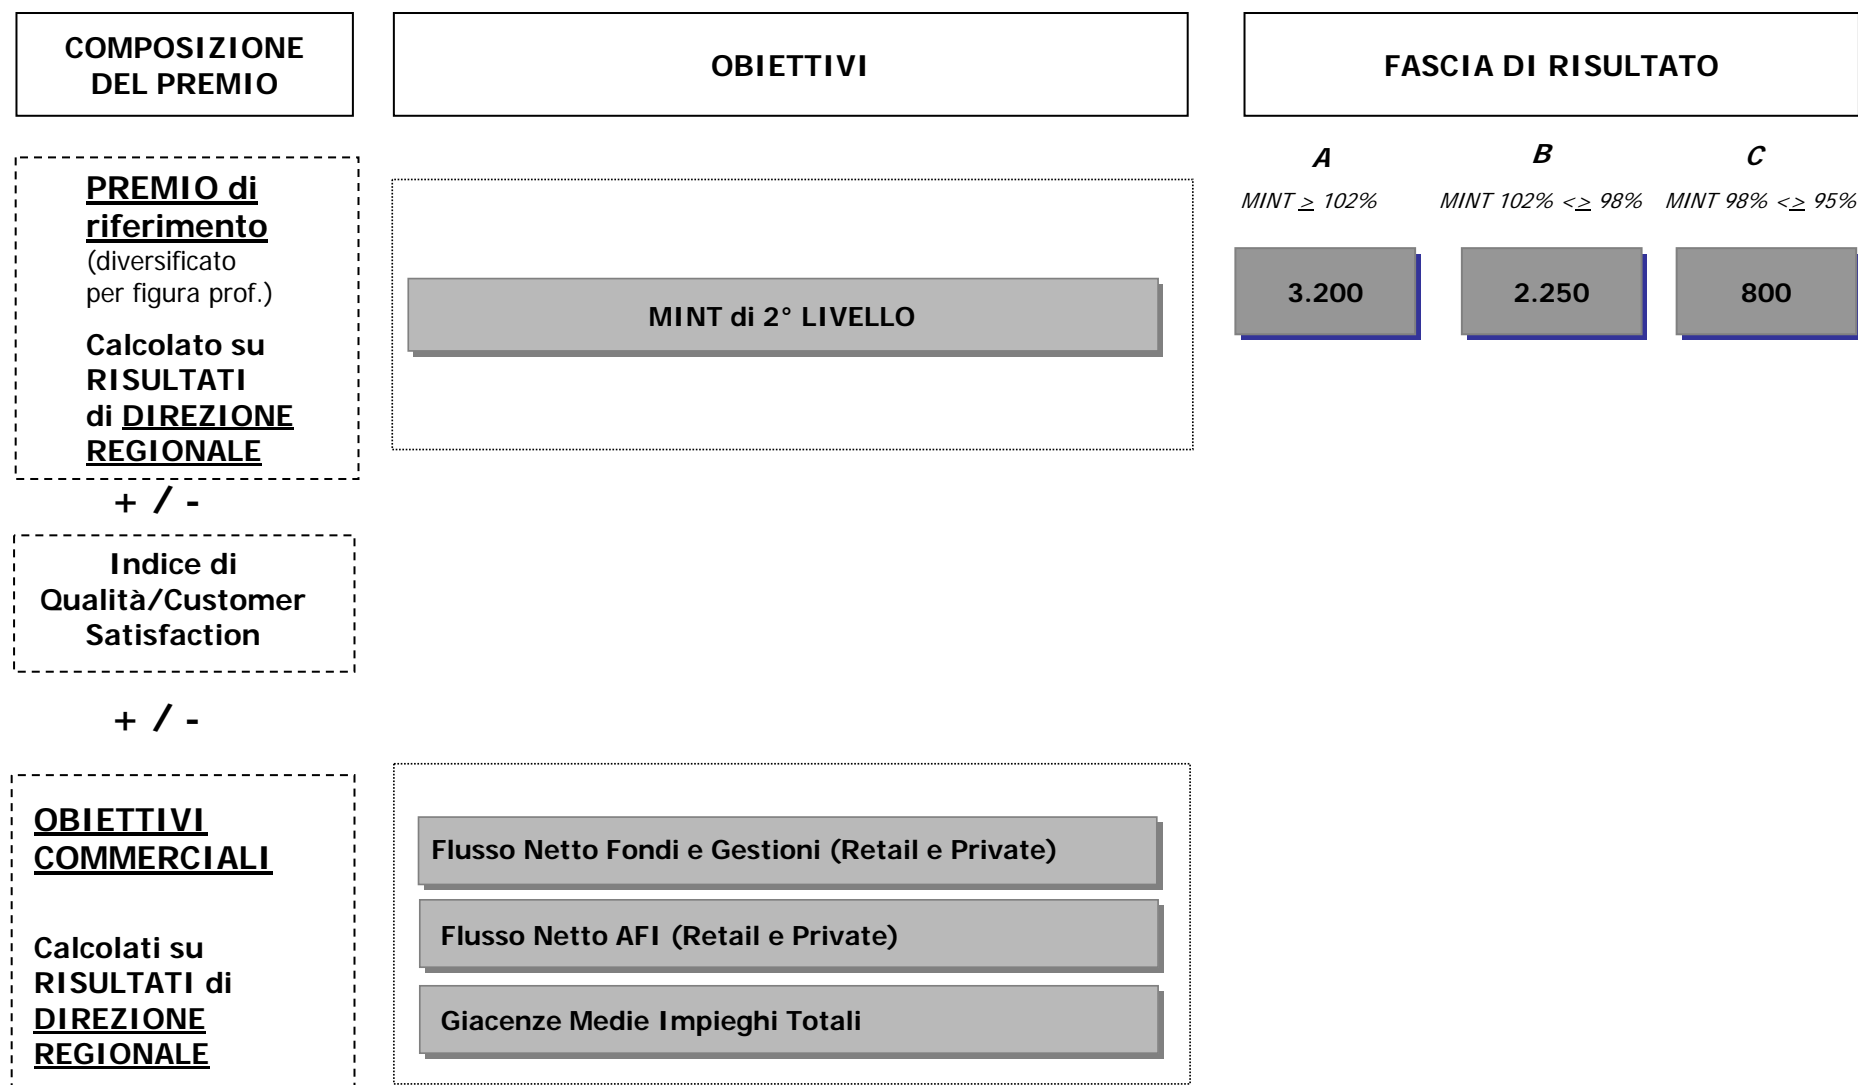 COMPOSIZIONE
DEL PREMIO
OBIETTIVI
FASCIA DI RISULTATO
PREMIO di
riferimento
(diversificato
per figura prof.)
Calcolato su
RISULTATI
di DIREZIONE
REGIONALE
MINT di 2° LIVELLO
A
B
C
MINT ≥ 102%
MINT 102% <≥ 98%
MINT 98% <≥ 95%
3.200
2.250
800
+ / -
Indice di
Qualità/Customer
Satisfaction
+ / -
OBIETTIVI
COMMERCIALI
Calcolati su
RISULTATI di
DIREZIONE
REGIONALE
Flusso Netto Fondi e Gestioni (Retail e Private)
Flusso Netto AFI (Retail e Private)
Giacenze Medie Impieghi Totali